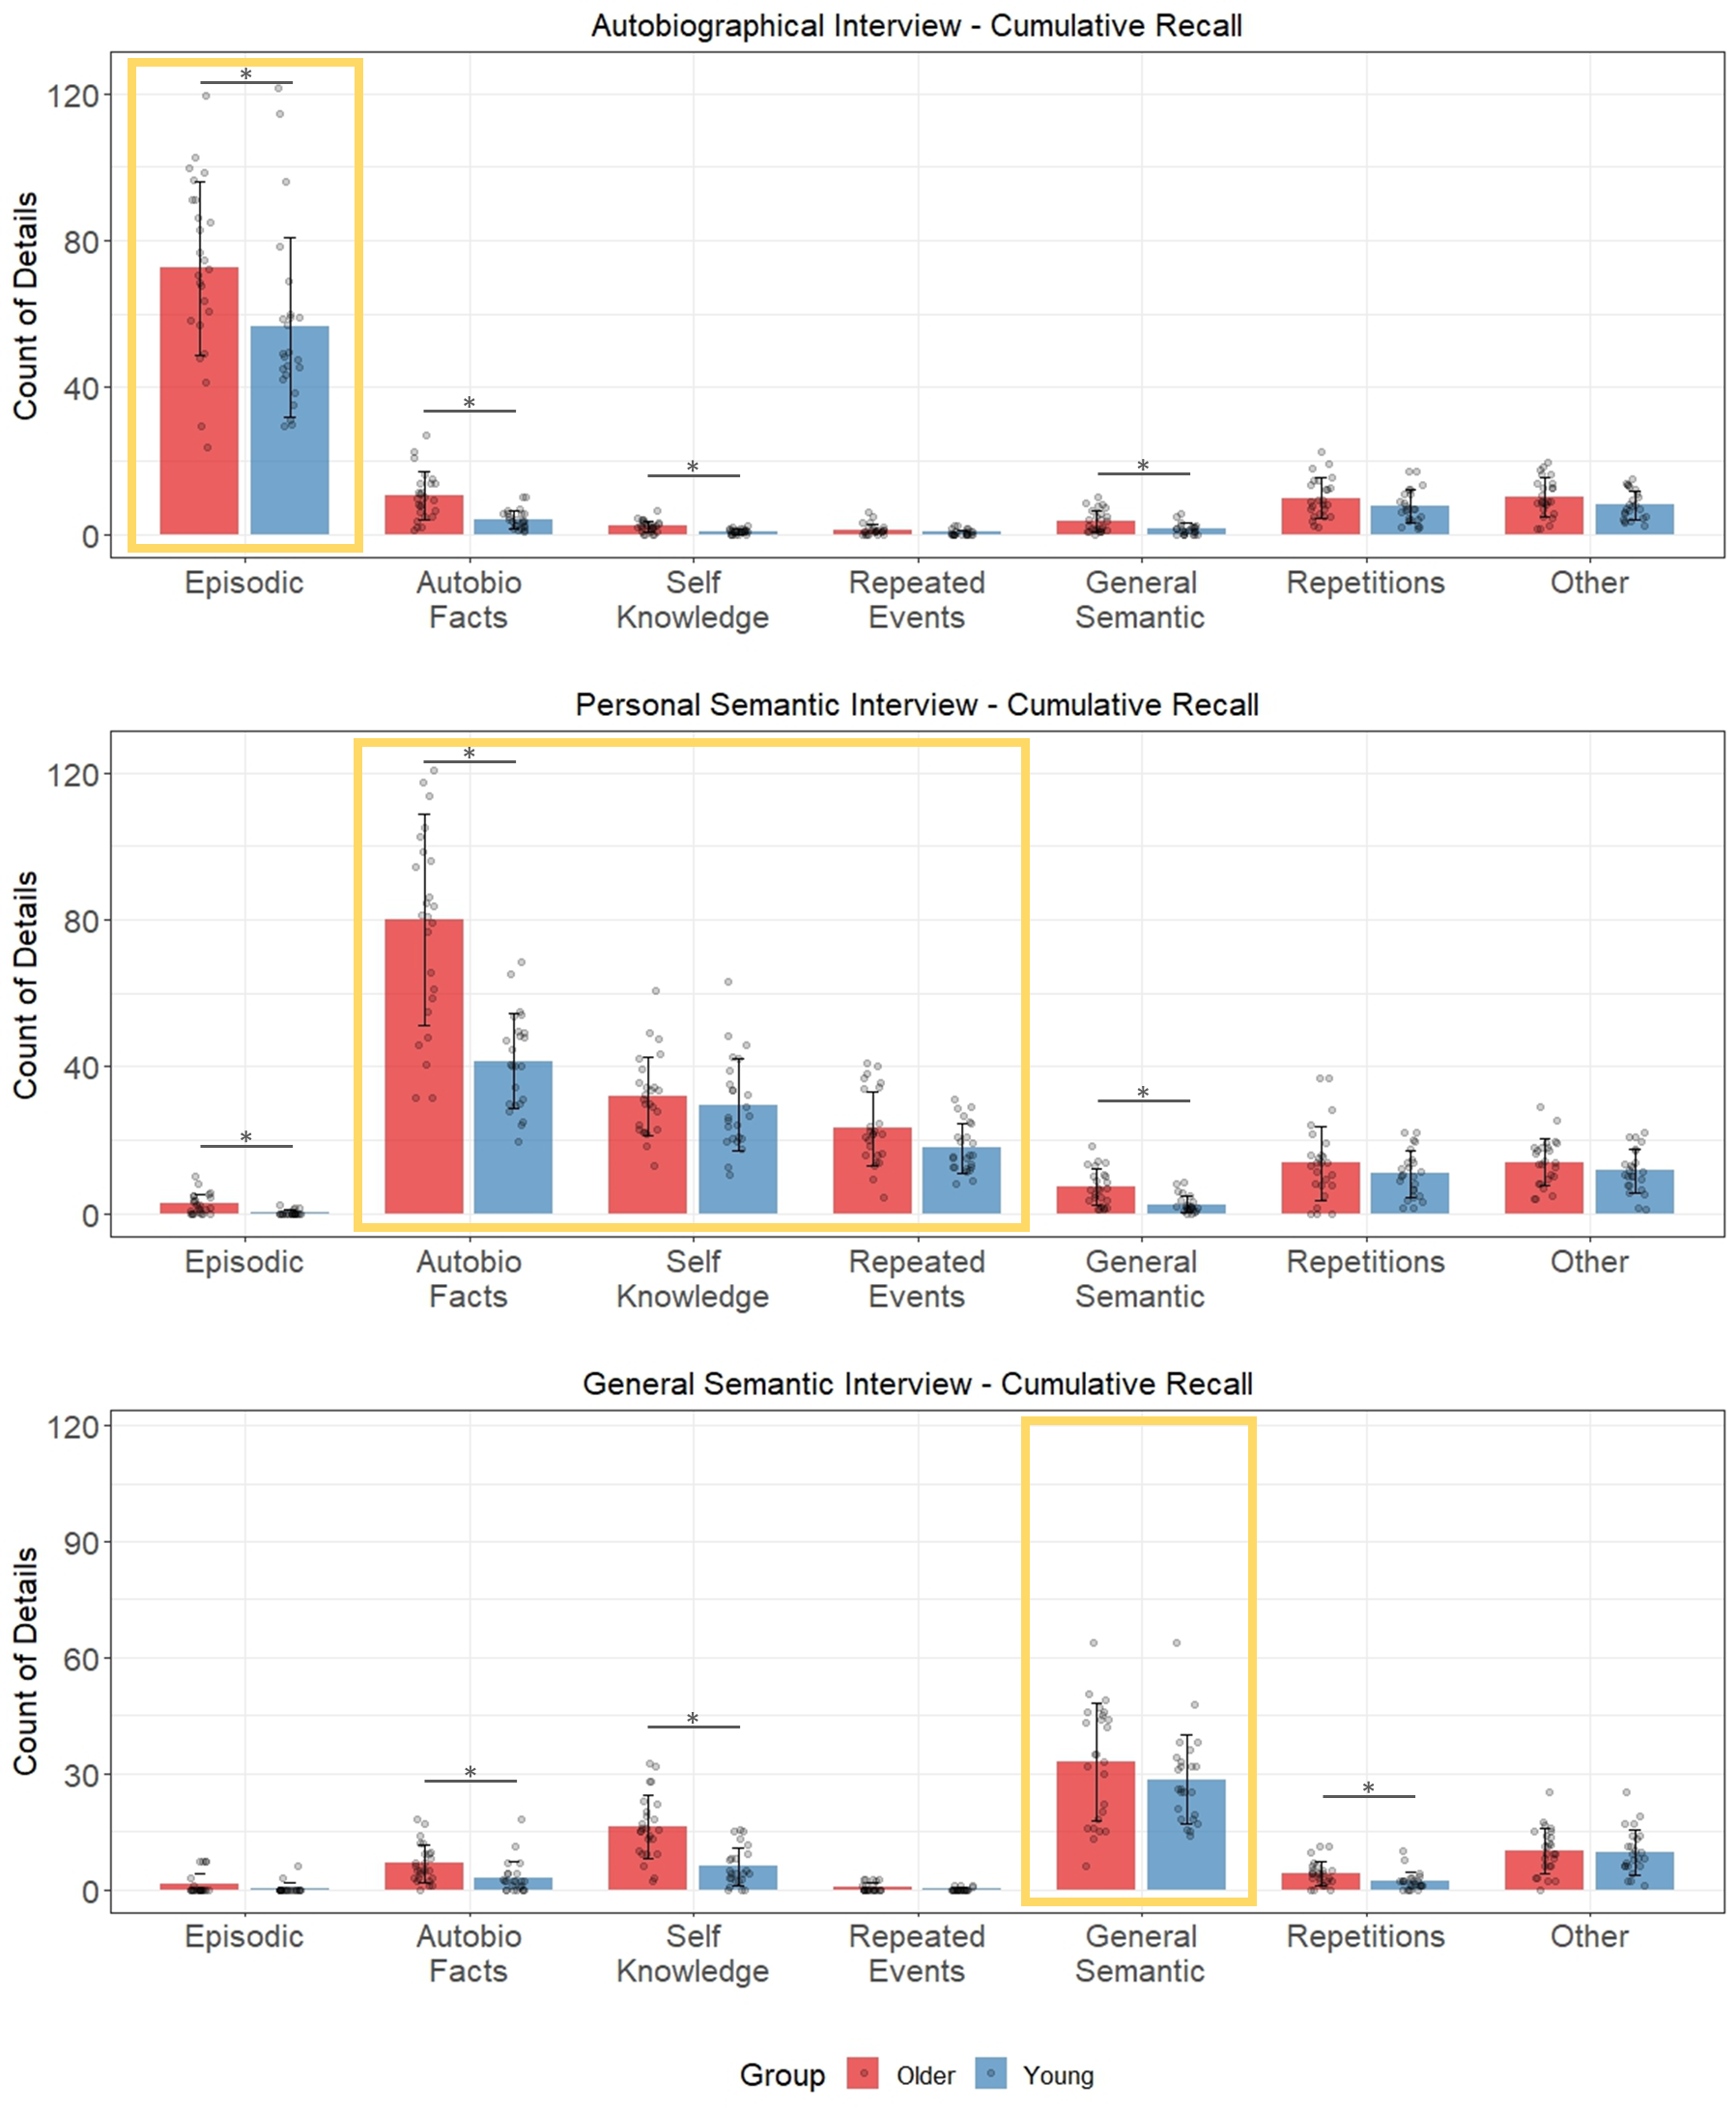 Autobiographical Interview - Cumulative Recall
Count of Details
120
80
40
0
*
*
*
*
Episodic
Autobio
Facts
Self
Knowledge
Repeated
Events
General
Semantic
Repetitions
Other
Personal Semantic Interview - Cumulative Recall
Count of Details
120
80
40
0
*
*
*
Episodic
Autobio
Facts
Self
Knowledge
Repeated
Events
General
Semantic
Repetitions
Other
General Semantic Interview - Cumulative Recall
Count of Details
120
90
60
30
0
*
*
*
Episodic
Autobio
Facts
Self
Knowledge
Repeated
Events
General
Semantic
Repetitions
Other
Group Older Young